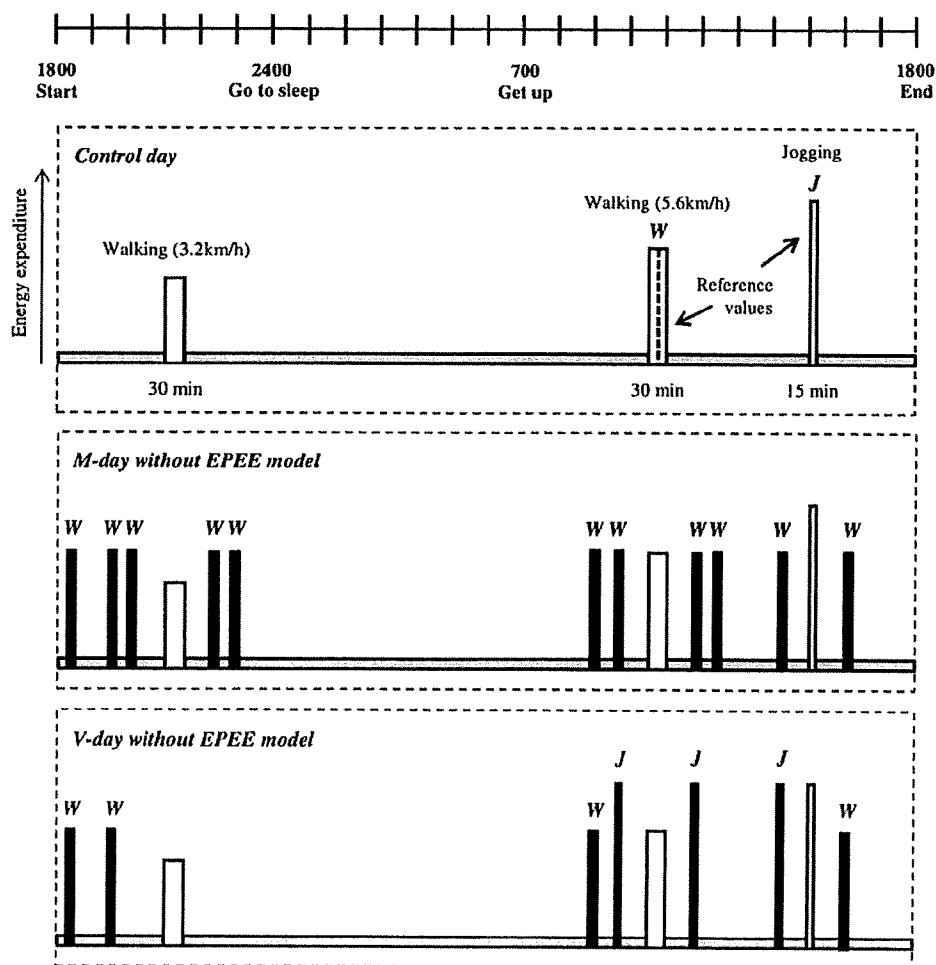 1800 2400 700 1800
Start Go to sleep Get up End
Control day
Jogging
J
Walking (5.6km/h)
W
Walking (3.2km/h)
Reference
values
Energy expenditure
30 min 30 min 15 min
M-day without EPEE model
W W W W W W W W W W W
V-day without EPEE model
J J J
W W W W